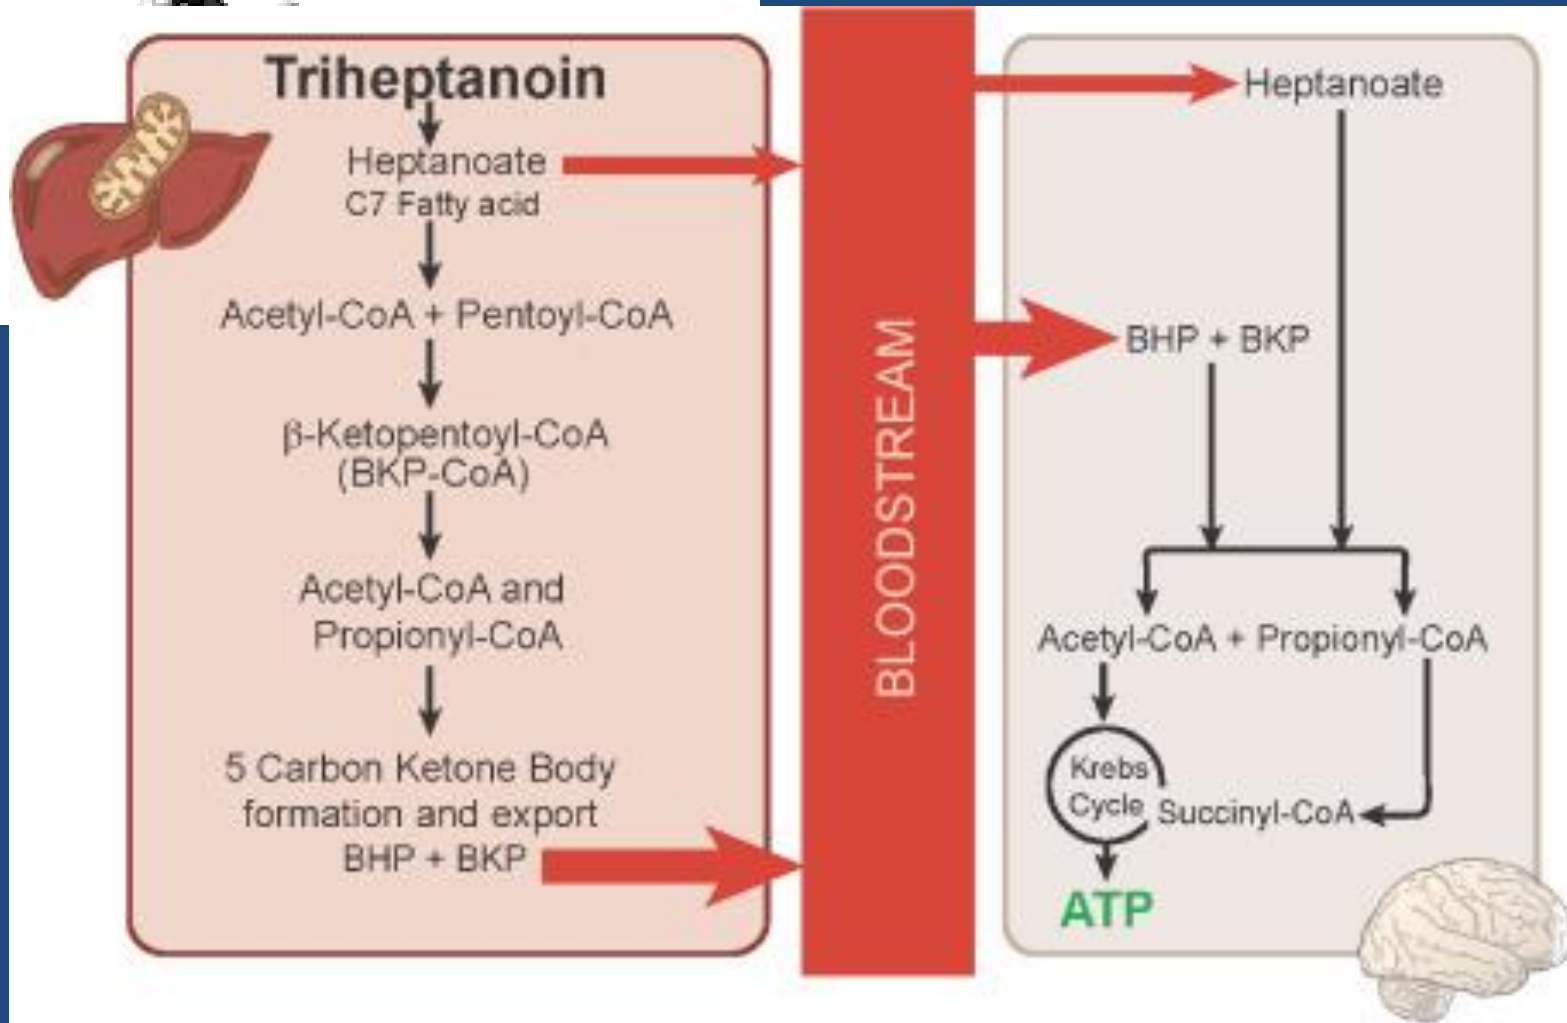 Triheptanoin
Heptanoate
C7 Fatty acid
Acetyl-CoA + Pentoyl-CoA
β-Ketopentoyl-CoA
(BKP-CoA)
Acetyl-CoA and
Propionyl-CoA
5 Carbon Ketone Body
formation and export
BHP + BKP
BLOODSTREAM
Heptanoate
BHP + BKP
Acetyl-CoA + Propionyl-CoA
Krebs
Cycle
Succinyl-CoA
ATP